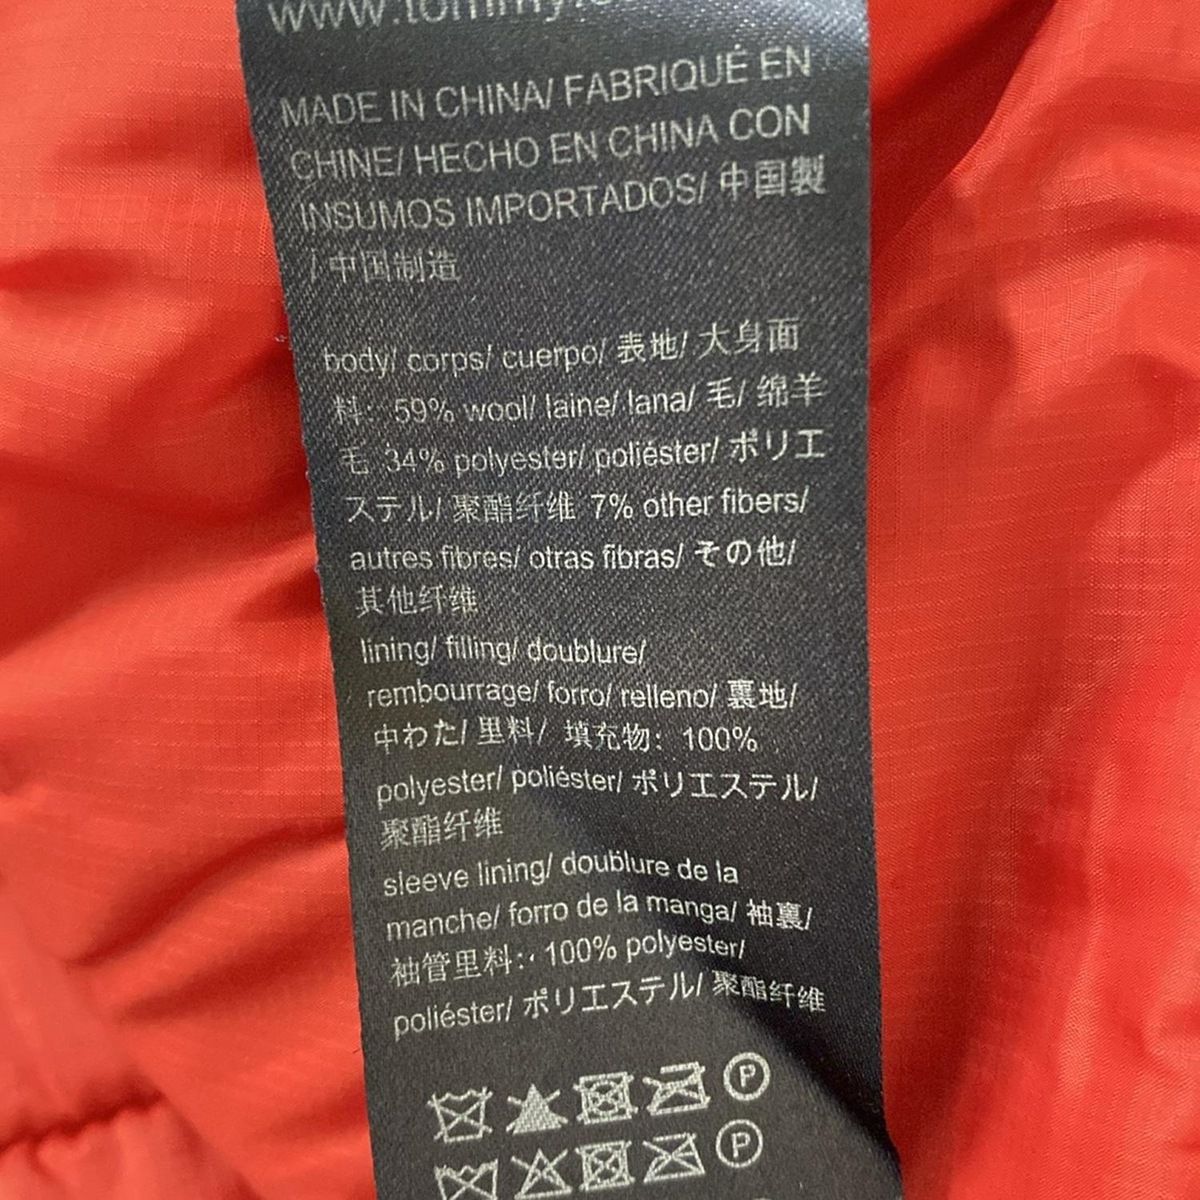 www.tommy.
MADE IN CHINA/ FABRIQUÉ EN
CHINE/ HECHO EN CHINA CON
INSUMOS IMPORTADOS/ 中国製
/ 中国制造
body/ corps/ cuerpo/ 表地/ 大身面
料: 59% wool/ laine/ lana/ 毛/ 绵羊
毛 34% polyester/ poliéster/ ポリエ
ステル/ 聚酯纤维 7% other fibers/
autres fibres/ otras fibras/ その他/
其他纤维
lining/ filling/ doublure/
rembourrage/ forro/ relleno/ 裏地/
中わた/ 里料/ 填充物: 100%
polyester/ poliéster/ ポリエステル/
聚酯纤维
sleeve lining/ doublure de la
manche/ forro de la manga/ 袖裏/
袖管里料: 100% polyester/
poliéster/ ポリエステル/ 聚酯纤维
P
P